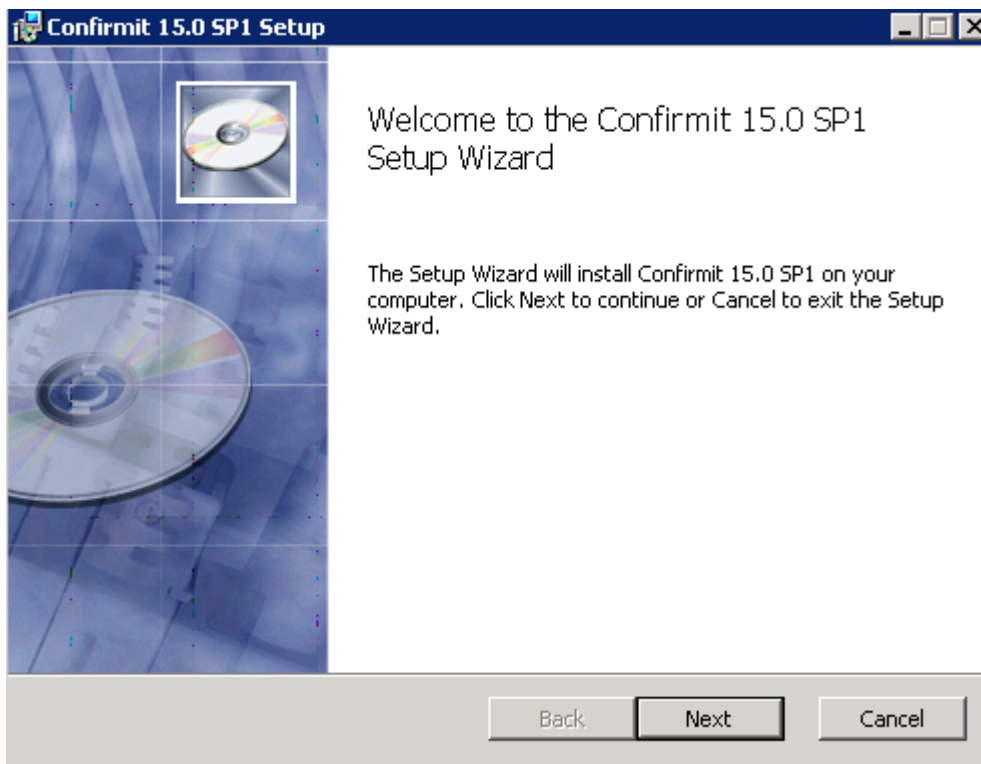 Confirmit 15.0 SP1 Setup
Welcome to the Confirmit 15.0 SP1
Setup Wizard
The Setup Wizard will install Confirmit 15.0 SP1 on your
computer. Click Next to continue or Cancel to exit the Setup
Wizard.
Back
Next
Cancel